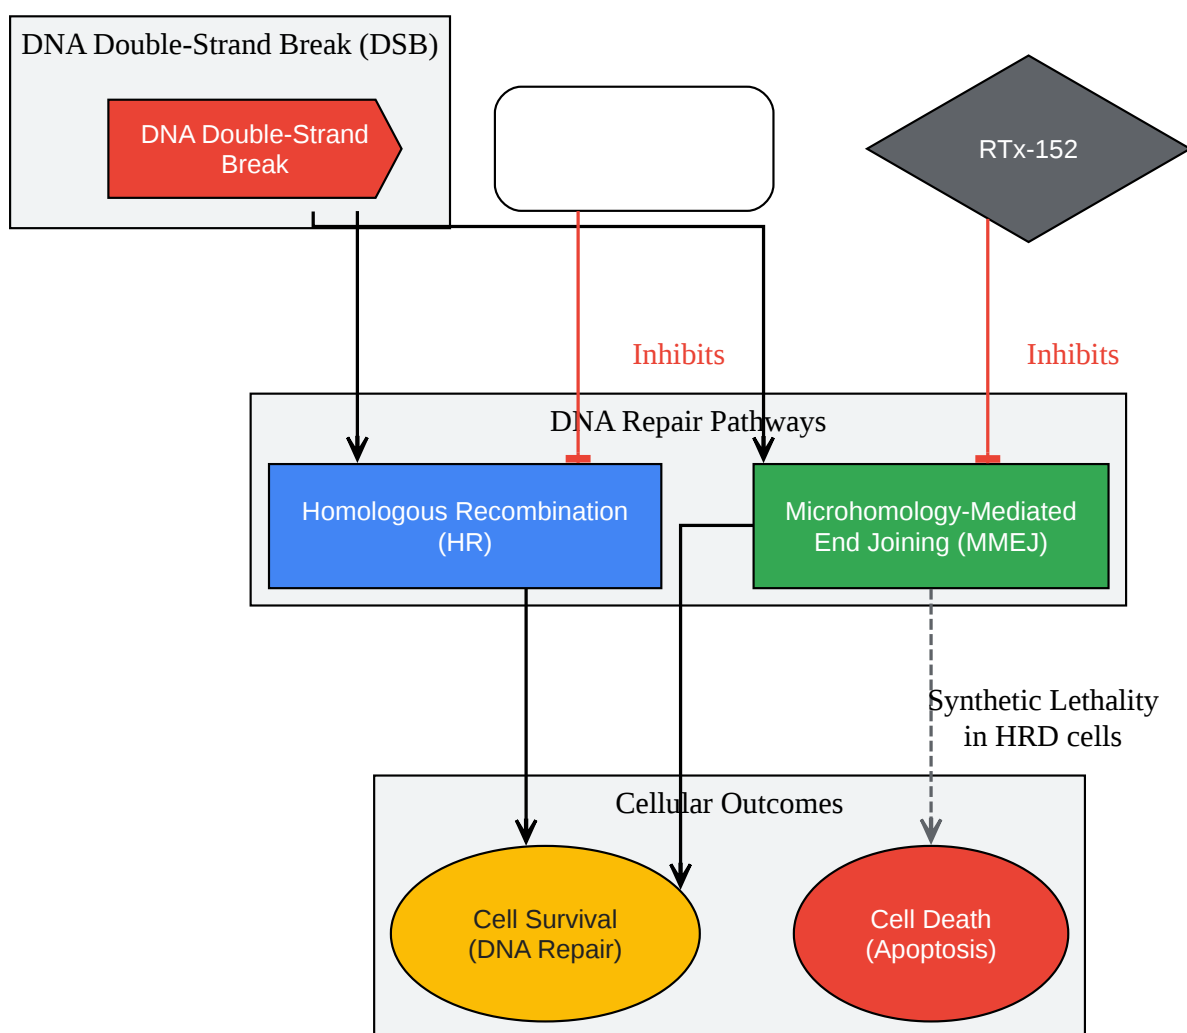 DNA Double-Strand Break (DSB)
DNA Double-Strand
Break
RTx-152
Inhibits
Inhibits
DNA Repair Pathways
Homologous Recombination
(HR)
Microhomology-Mediated
End Joining (MMEJ)
Synthetic Lethality
in HRD cells
Cellular Outcomes
Cell Survival
(DNA Repair)
Cell Death
(Apoptosis)